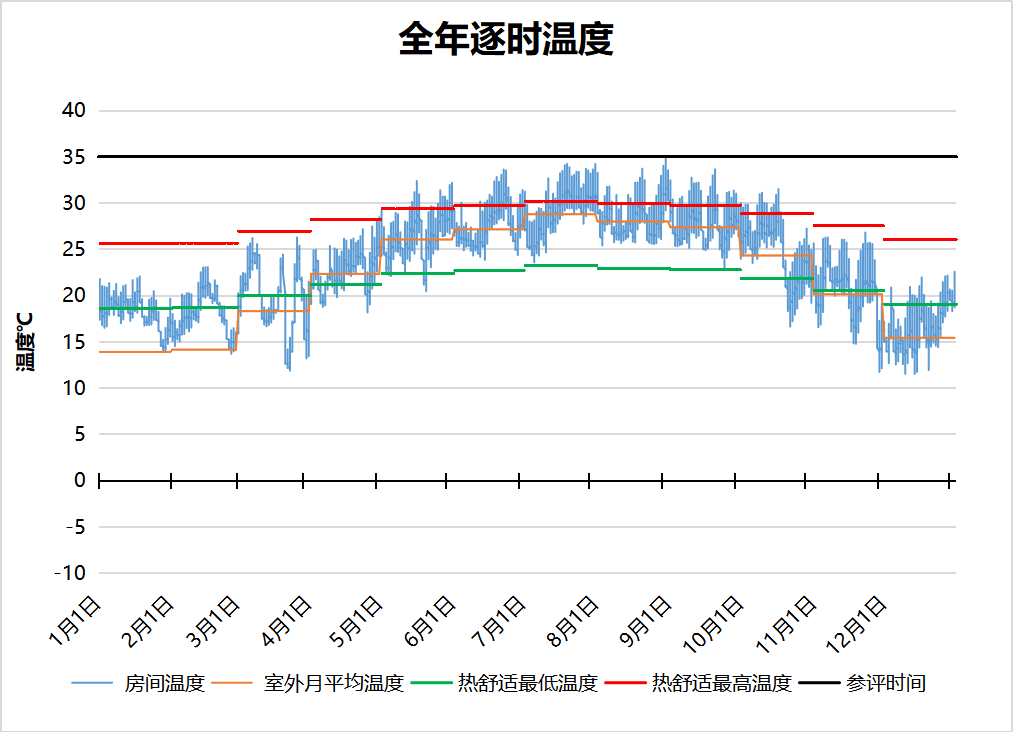 全年逐时温度
40
35
30
25
20
15
10
5
0
-5
-10
温度℃
1月1日
2月1日
3月1日
4月1日
5月1日
6月1日
7月1日
8月1日
9月1日
10月1日
11月1日
12月1日
房间温度 室外月平均温度 热舒适最低温度 热舒适最高温度 参评时间